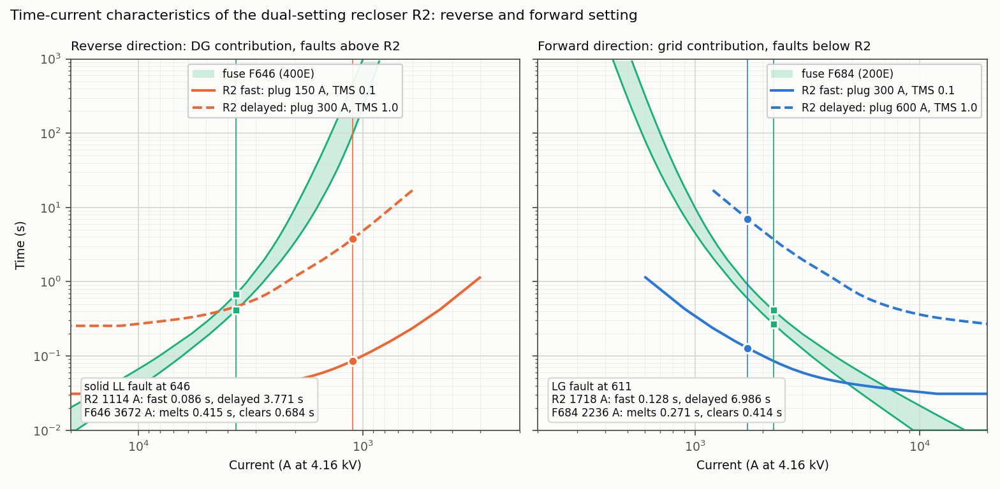 Time-current characteristics of the dual-setting recloser R2: reverse and forward setting
Reverse direction: DG contribution, faults above R2
fuse F646 (400E)
R2 fast: plug 150 A, TMS 0.1
R2 delayed: plug 300 A, TMS 1.0
Time (s)
10³
10²
10¹
10⁰
10⁻¹
10⁻²
solid LL fault at 646
R2 1114 A: fast 0.086 s, delayed 3.771 s
F646 3672 A: melts 0.415 s, clears 0.684 s
10⁴ 10³
Current (A at 4.16 kV)
Forward direction: grid contribution, faults below R2
fuse F684 (200E)
R2 fast: plug 300 A, TMS 0.1
R2 delayed: plug 600 A, TMS 1.0
LG fault at 611
R2 1718 A: fast 0.128 s, delayed 6.986 s
F684 2236 A: melts 0.271 s, clears 0.414 s
10³ 10⁴
Current (A at 4.16 kV)